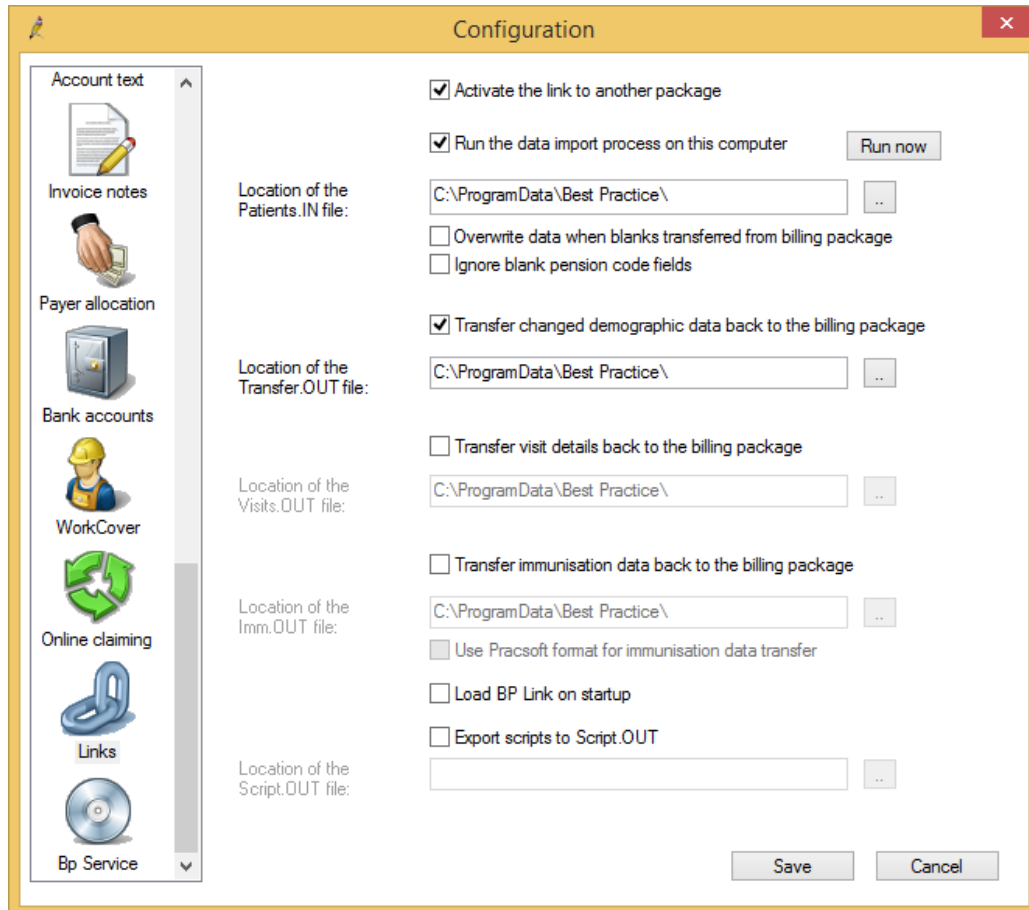 Configuration
Account text
Invoice notes
Payer allocation
Bank accounts
WorkCover
Online claiming
Links
Bp Service
Activate the link to another package
Run the data import process on this computer
Run now
Location of the
Patients.IN file:
C:\ProgramData\Best Practice\
..
Overwrite data when blanks transferred from billing package
Ignore blank pension code fields
Transfer changed demographic data back to the billing package
Location of the
Transfer.OUT file:
C:\ProgramData\Best Practice\
..
Transfer visit details back to the billing package
Location of the
Visits.OUT file:
C:\ProgramData\Best Practice\
..
Transfer immunisation data back to the billing package
Location of the
Imm.OUT file:
C:\ProgramData\Best Practice\
..
Use Pracsoft format for immunisation data transfer
Load BP Link on startup
Export scripts to Script.OUT
Location of the
Script.OUT file:
..
Save
Cancel